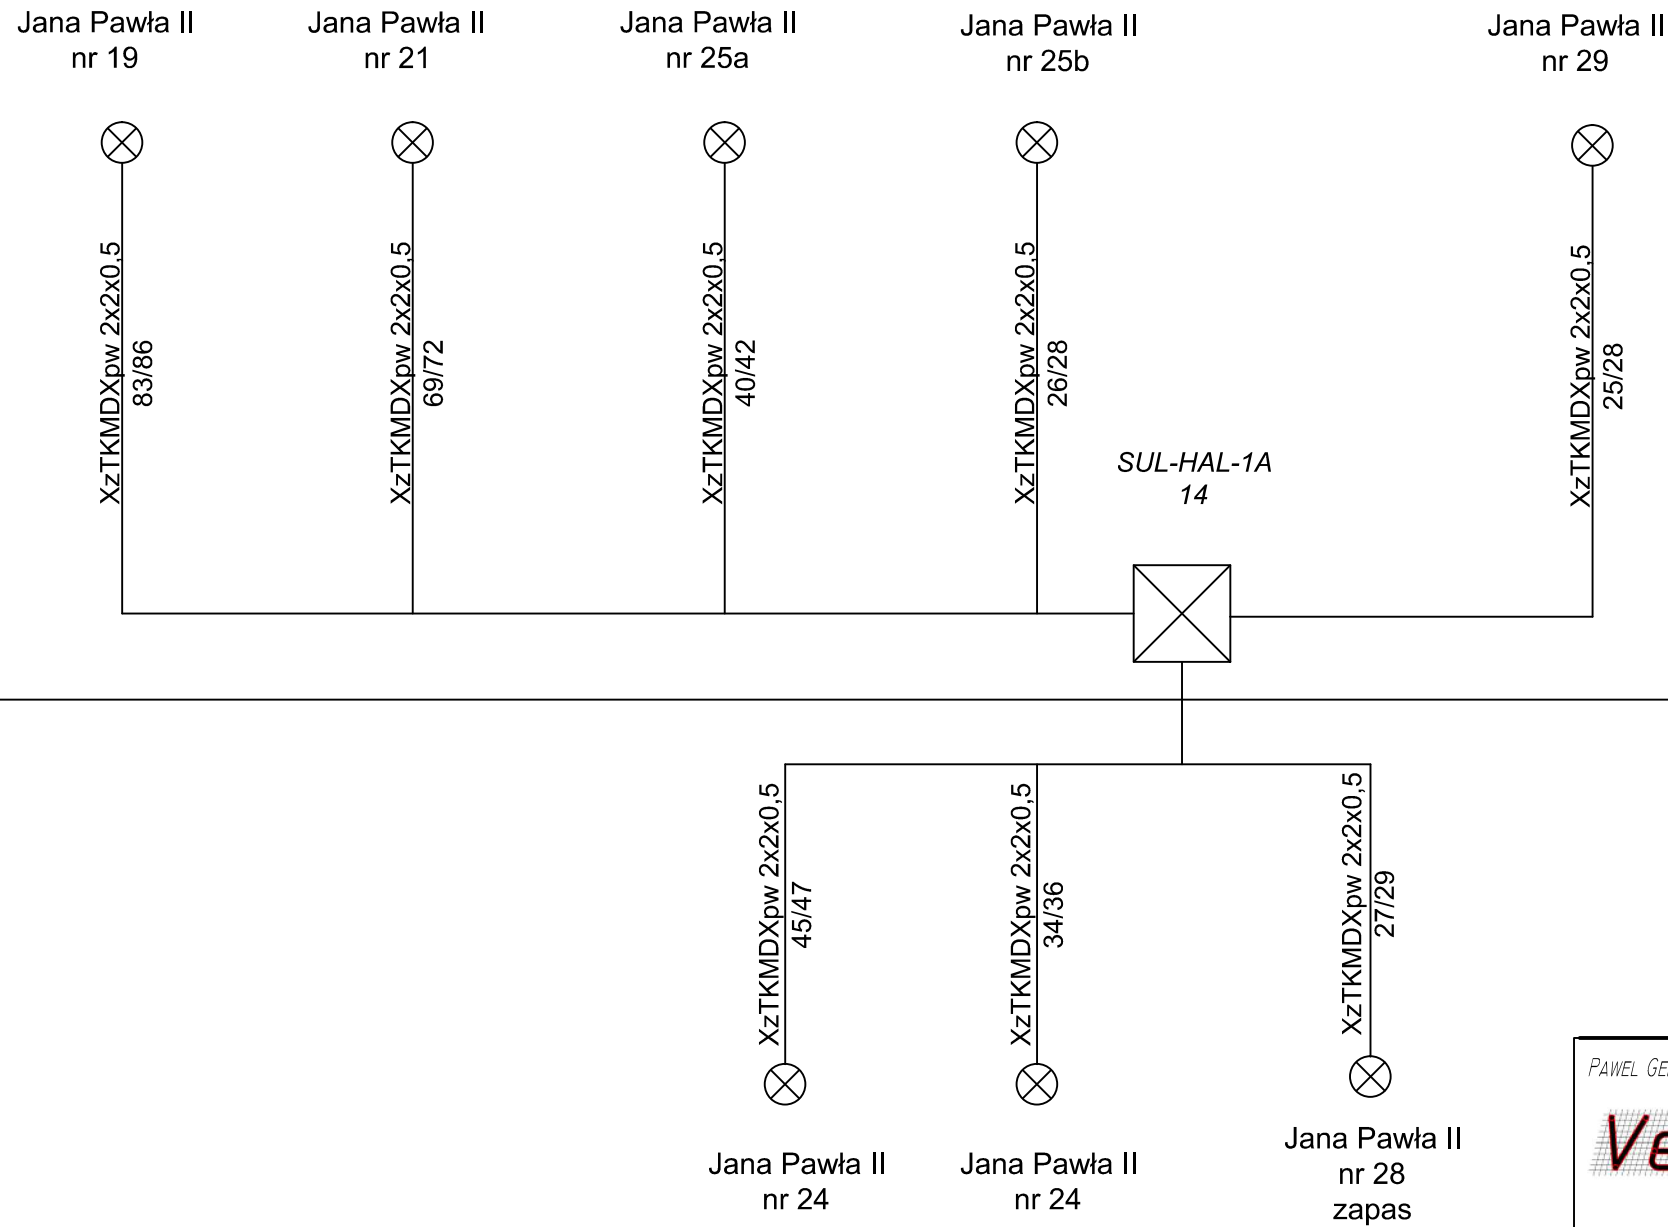 Jana Pawła II
nr 19
Jana Pawła II
nr 21
Jana Pawła II
nr 25a
Jana Pawła II
nr 25b
Jana Pawła II
nr 29
XzTKMDXpw 2x2x0,5
83/86
XzTKMDXpw 2x2x0,5
69/72
XzTKMDXpw 2x2x0,5
40/42
XzTKMDXpw 2x2x0,5
26/28
XzTKMDXpw 2x2x0,5
25/28
SUL-HAL-1A
14
XzTKMDXpw 2x2x0,5
45/47
XzTKMDXpw 2x2x0,5
34/36
XzTKMDXpw 2x2x0,5
27/29
Jana Pawła II
nr 24
Jana Pawła II
nr 24
Jana Pawła II
nr 28
zapas
PAWEL